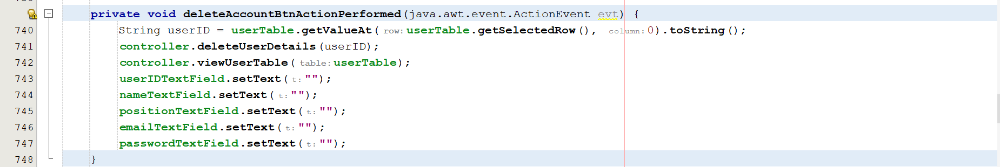 private void deleteAccountBtnActionPerformed(java.awt.event.ActionEvent evt) {
740 String userID = userTable.getValueAt( row: userTable.getSelectedRow(), column: 0).toString();
741 controller.deleteUserDetails(userID);
742 controller.viewUserTable( table: userTable);
743 userIDTextField.setText( t: "");
744 nameTextField.setText( t: "");
745 positionTextField.setText( t: "");
746 emailTextField.setText( t: "");
747 passwordTextField.setText( t: "");
748 }